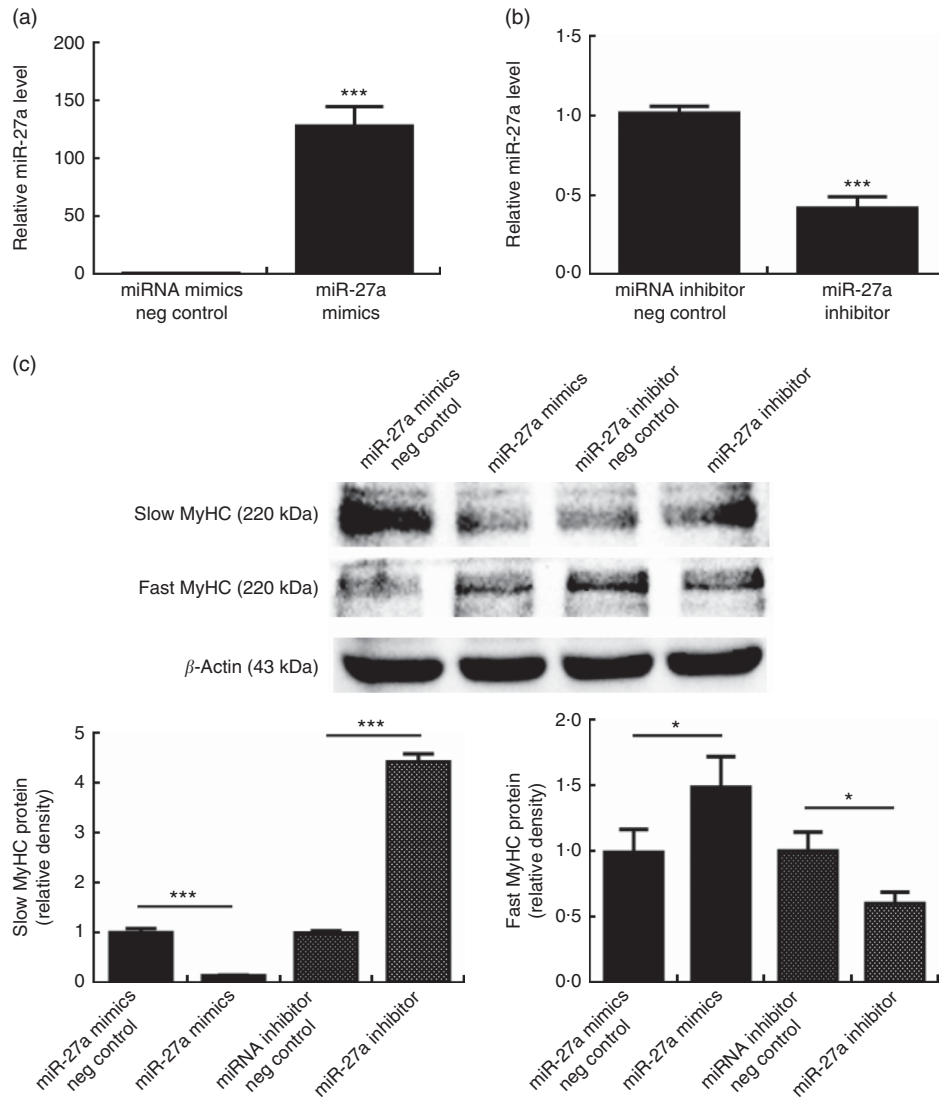 (a)
Relative miR-27a level
200
150
100
50
0
***
miRNA mimics
neg control
miR-27a
mimics
(b)
Relative miR-27a level
1·5
1·0
0·5
0·0
***
miRNA inhibitor
neg control
miR-27a
inhibitor
(c)
miR-27a mimics
neg control
miR-27a mimics
miR-27a inhibitor
neg control
miR-27a inhibitor
Slow MyHC (220 kDa)
Fast MyHC (220 kDa)
β-Actin (43 kDa)
Slow MyHC protein
(relative density)
5
4
3
2
1
0
***
***
miR-27a mimics
neg control
miR-27a mimics
miRNA inhibitor
neg control
miR-27a inhibitor
Fast MyHC protein
(relative density)
2·0
1·5
1·0
0·5
0·0
*
*
miR-27a mimics
neg control
miR-27a mimics
miRNA inhibitor
neg control
miR-27a inhibitor